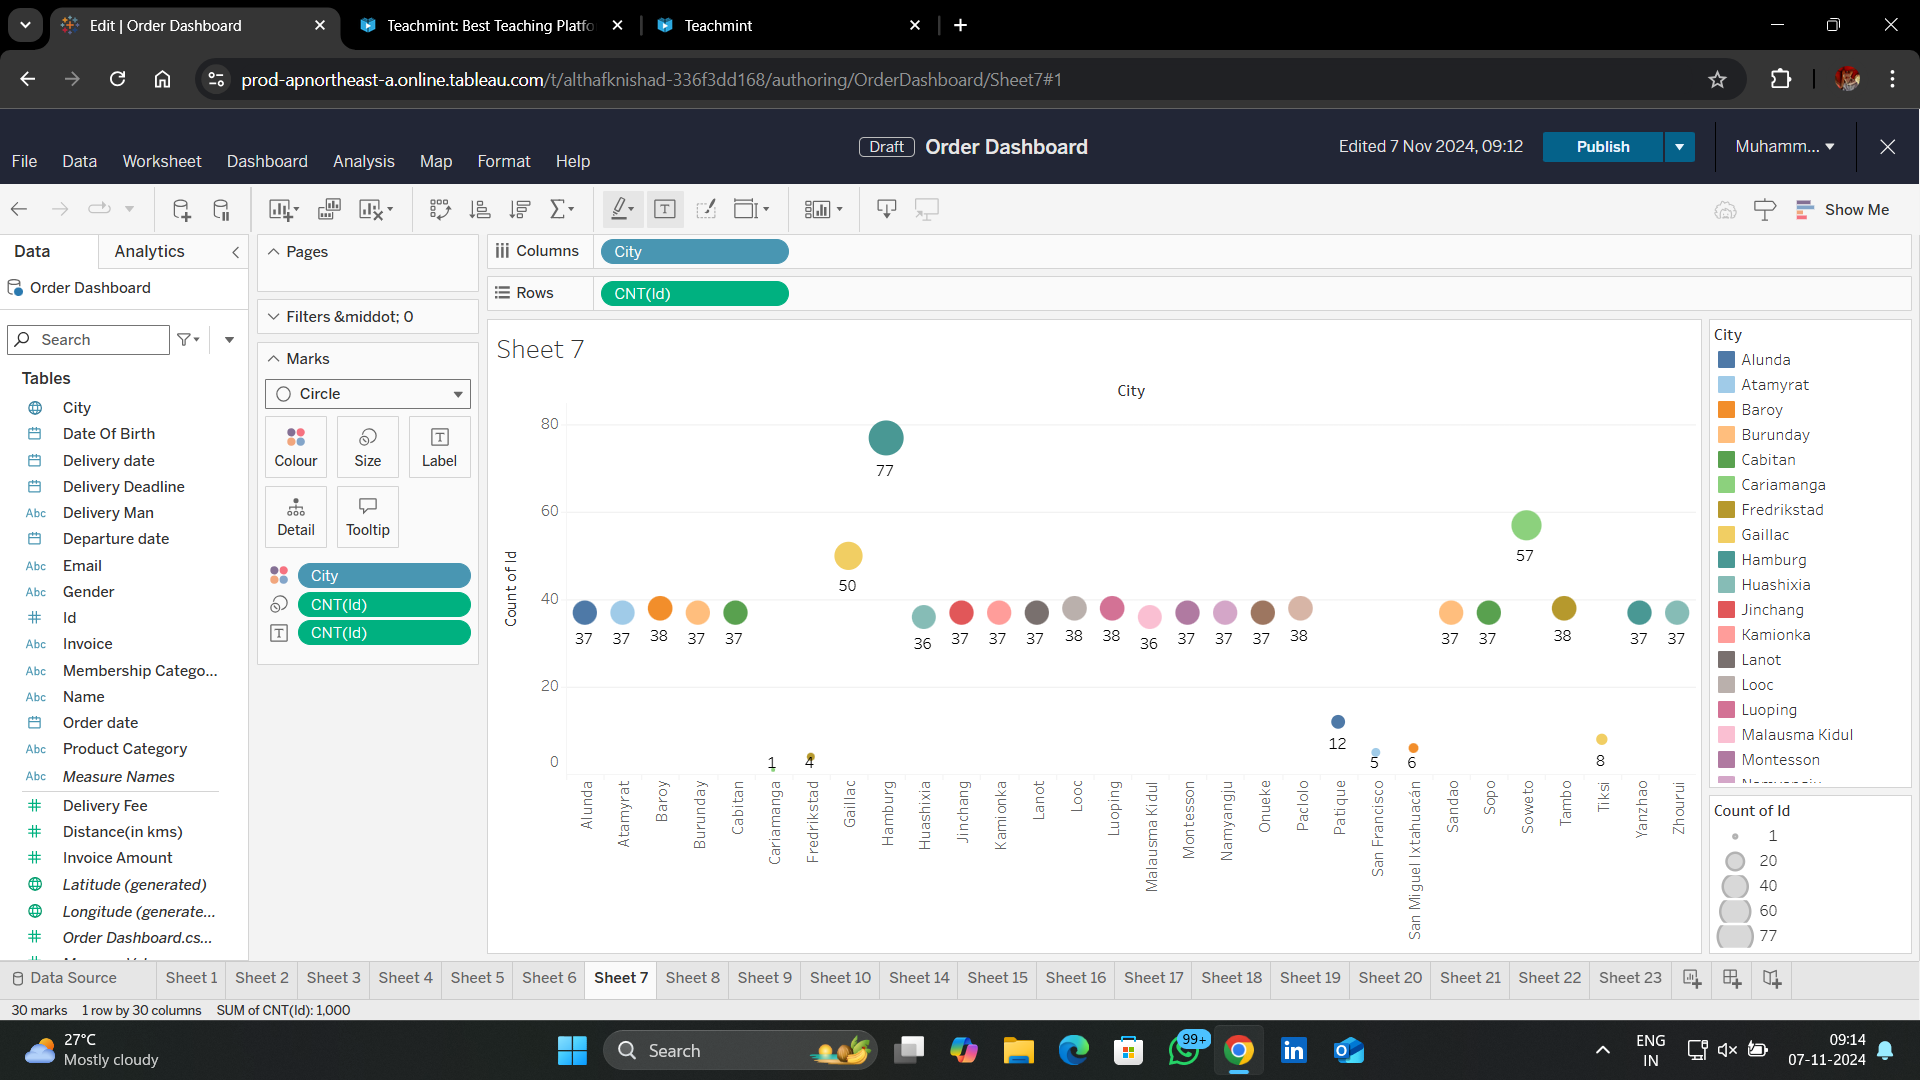 Edit | Order Dashboard
Teachmint: Best Teaching Platfo
Teachmint
prod-apnortheast-a.online.tableau.com/t/althafknishad-336f3dd168/authoring/OrderDashboard/Sheet7#1
Draft Order Dashboard
Edited 7 Nov 2024, 09:12
Publish
Muhamm...
File Data Worksheet Dashboard Analysis Map Format Help
Show Me
Data Analytics
Order Dashboard
Search
Tables
City
Date Of Birth
Delivery date
Delivery Deadline
Abc Delivery Man
Departure date
Abc Email
Abc Gender
Id
Abc Invoice
Abc Membership Catego...
Abc Name
Order date
Abc Product Category
Abc Measure Names
Delivery Fee
Distance(in kms)
Invoice Amount
Latitude (generated)
Longitude (generate...
Order Dashboard.cs...
Pages
Filters &middot; 0
Marks
Circle
Colour Size Label
Detail Tooltip
City
CNT(Id)
CNT(Id)
Columns City
Rows CNT(Id)
Sheet 7
City
Count of Id
80
60
40
20
0
37
37
38
37
37
1
4
50
77
36
37
37
37
38
38
36
37
37
37
38
12
5
6
37
37
57
38
8
37
37
Alunda
Atamyrat
Baroy
Burunday
Cabitan
Cariamanga
Fredrikstad
Gaillac
Hamburg
Huashixia
Jinchang
Kamionka
Lanot
Looc
Luoping
Malausma Kidul
Montesson
Namyangju
Onueke
Paclolo
Patique
San Francisco
San Miguel Ixtahuacán
Sandao
Sopo
Soweto
Tambo
Tiksi
Yanzhao
Zhourui
City
Alunda
Atamyrat
Baroy
Burunday
Cabitan
Cariamanga
Fredrikstad
Gaillac
Hamburg
Huashixia
Jinchang
Kamionka
Lanot
Looc
Luoping
Malausma Kidul
Montesson
Count of Id
1
20
40
60
77
Data Source Sheet 1 Sheet 2 Sheet 3 Sheet 4 Sheet 5 Sheet 6 Sheet 7 Sheet 8 Sheet 9 Sheet 10 Sheet 14 Sheet 15 Sheet 16 Sheet 17 Sheet 18 Sheet 19 Sheet 20 Sheet 21 Sheet 22 Sheet 23
30 marks 1 row by 30 columns SUM of CNT(Id): 1,000
27°C
Mostly cloudy
Search
99+
ENG
IN
09:14
07-11-2024